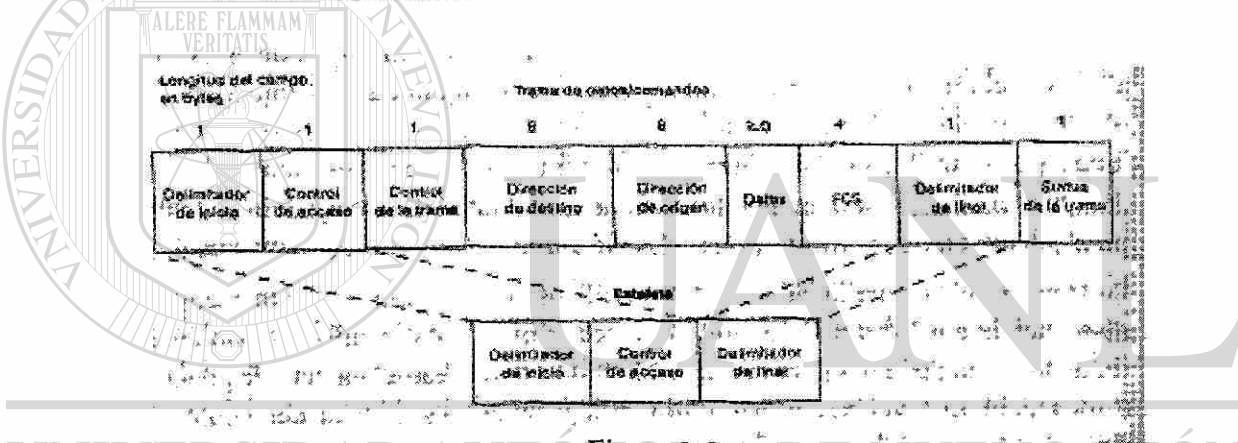 ALERE FLAMMAM
VERITATIS
Longitud del campo
en bytes
Trama de datos/comandos
1 1 1 6 6 ≥0 4 1 1
Delimitador
de inicio
Control
de acceso
Control
de la trama
Dirección
de destino
Dirección
de origen
Datos
FCS
Delimitador
de final
Status
de la trama
Delimitador
de inicio
Control
de acceso
Delimitador
de final
UANL